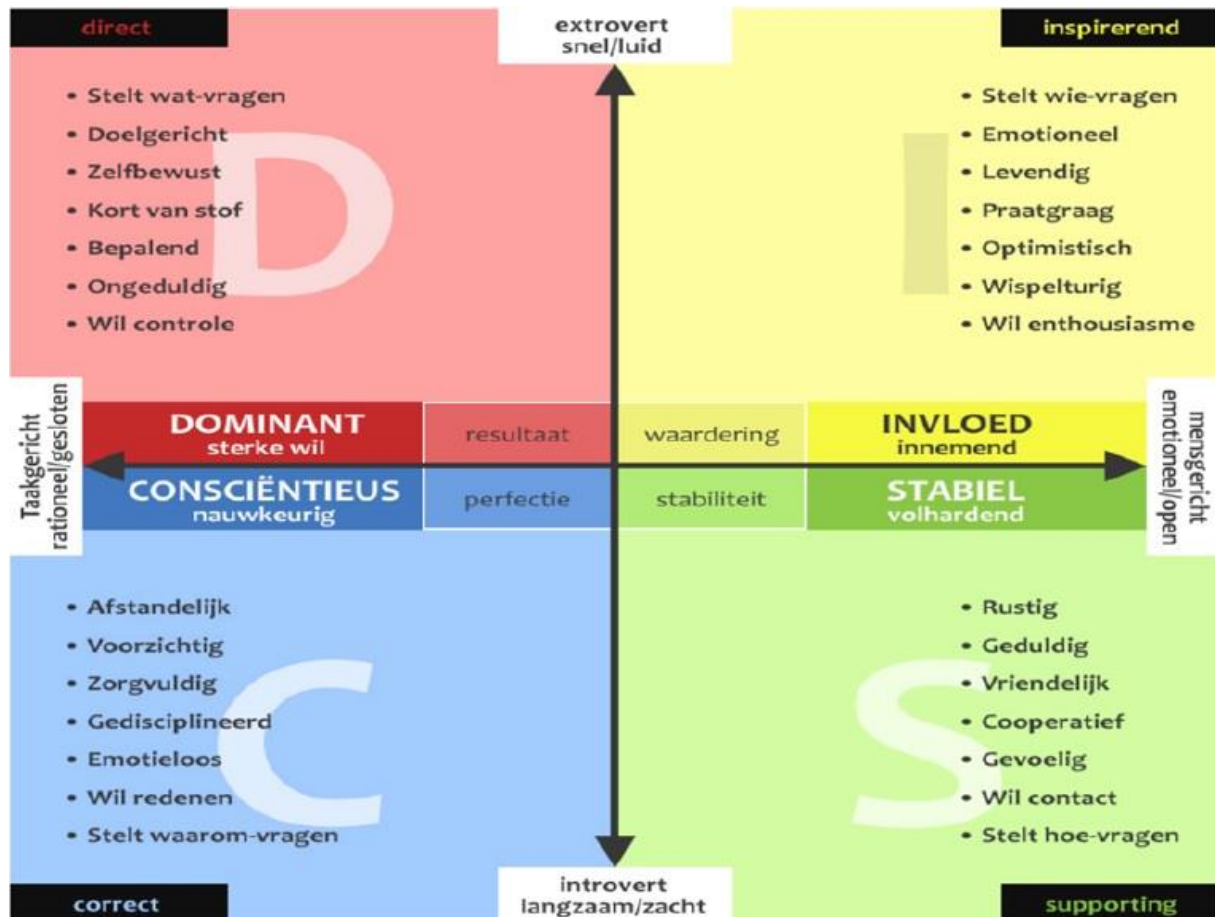 direct
extrovert
snel/luid
inspirerend
• Stelt wat-vragen
• Doelgericht
• Zelfbewust
• Kort van stof
• Bepalend
• Ongeduldig
• Wil controle
D
I
• Stelt wie-vragen
• Emotioneel
• Levendig
• Praatgraag
• Optimistisch
• Wispelturig
• Wil enthousiasme
Taakgericht
rationeel/gesloten
DOMINANT
sterke wil
resultaat
waardering
INVLOED
innemend
CONSCIËNTIEUS
nauwkeurig
perfectie
stabiliteit
STABIEL
volhardend
mensgericht
emotioneel/open
• Afstandelijk
• Voorzichtig
• Zorgvuldig
• Gedisciplineerd
• Emotieloos
• Wil redenen
• Stelt waarom-vragen
C
S
• Rustig
• Geduldig
• Vriendelijk
• Cooperatief
• Gevoelig
• Wil contact
• Stelt hoe-vragen
correct
introvert
langzaam/zacht
supporting